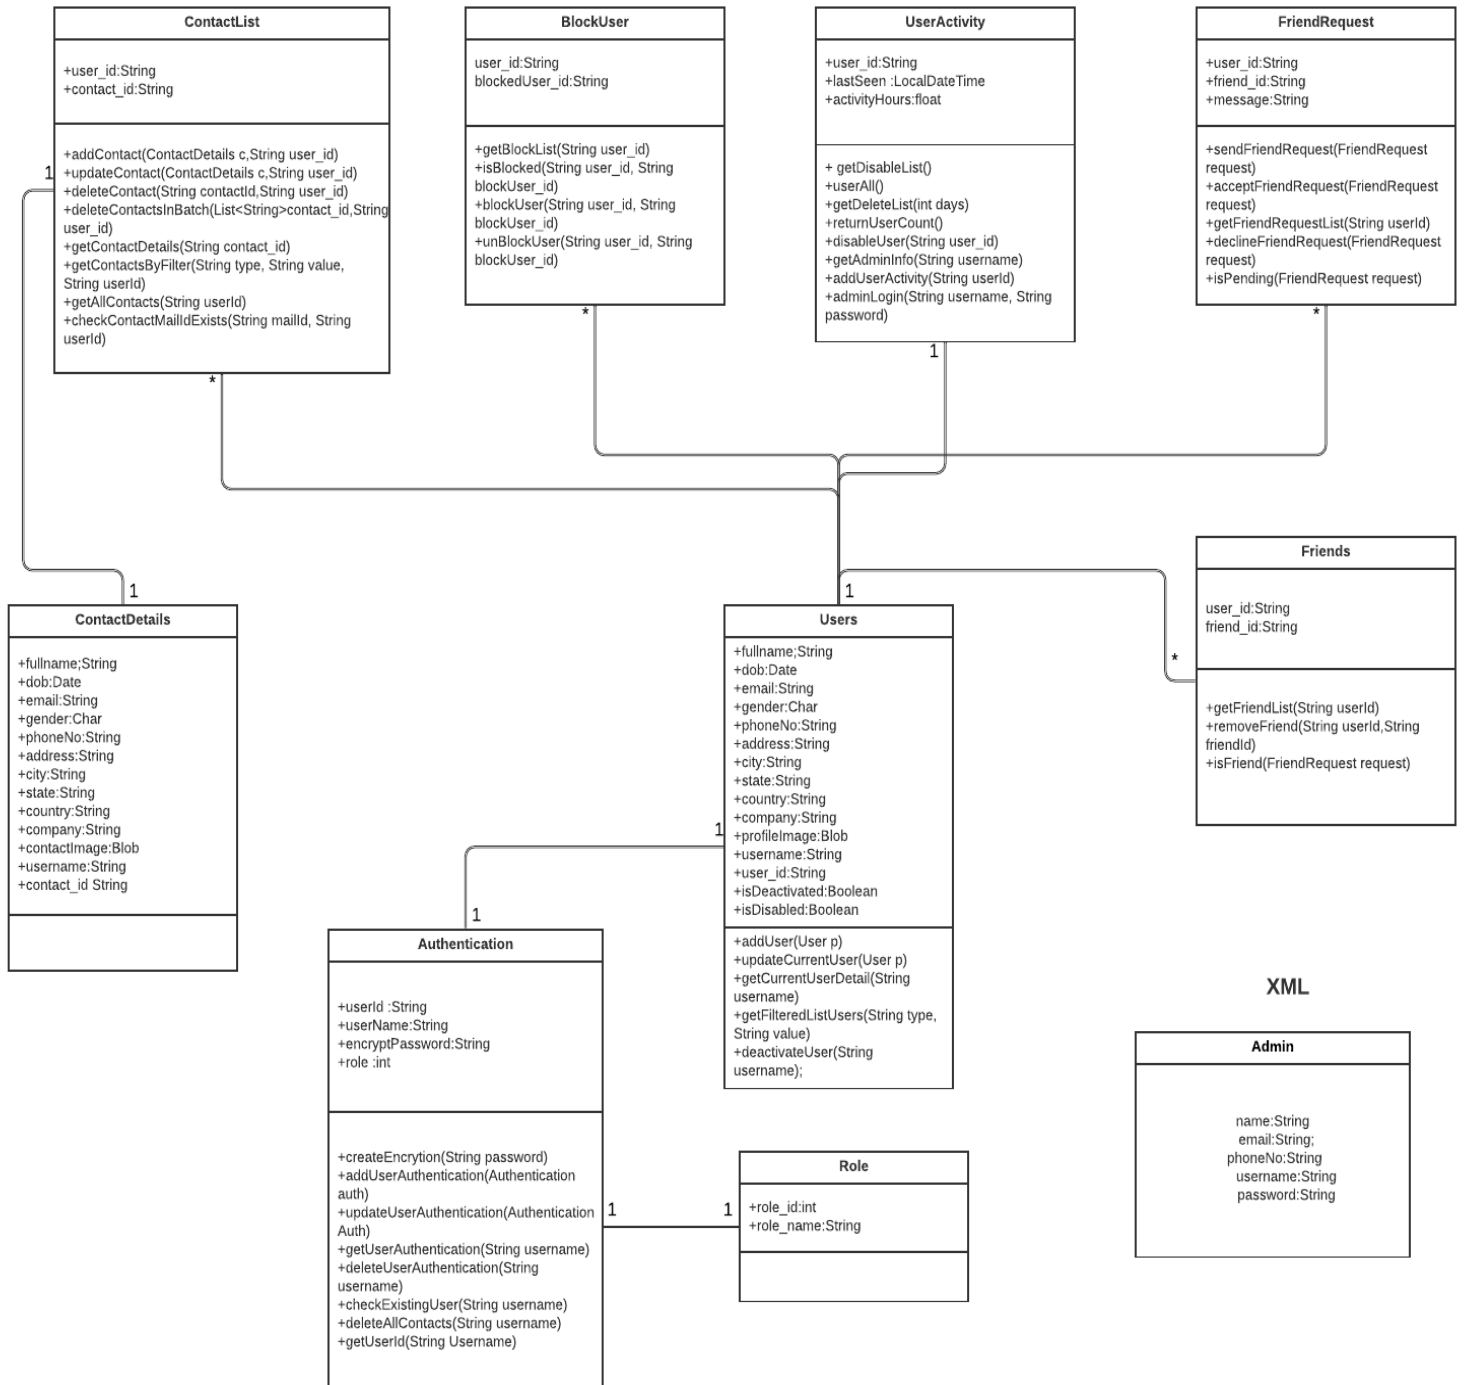 ContactList
+user_id:String
+contact_id:String
+addContact(ContactDetails c,String user_id)
+updateContact(ContactDetails c,String user_id)
+deleteContact(String contactId,String user_id)
+deleteContactsInBatch(List<String>contact_id,String
user_id)
+getContactDetails(String contact_id)
+getContactsByFilter(String type, String value,
String userId)
+getAllContacts(String userId)
+checkContactMailIdExists(String mailId, String
userId)
1
*
BlockUser
user_id:String
blockedUser_id:String
+getBlockList(String user_id)
+isBlocked(String user_id, String
blockUser_id)
+blockUser(String user_id, String
blockUser_id)
+unBlockUser(String user_id, String
blockUser_id)
*
UserActivity
+user_id:String
+lastSeen :LocalDateTime
+activityHours:float
+ getDisableList()
+userAll()
+getDeleteList(int days)
+returnUserCount()
+disableUser(String user_id)
+getAdminInfo(String username)
+addUserActivity(String userId)
+adminLogin(String username, String
password)
1
FriendRequest
+user_id:String
+friend_id:String
+message:String
+sendFriendRequest(FriendRequest
request)
+acceptFriendRequest(FriendRequest
request)
+getFriendRequestList(String userId)
+declineFriendRequest(FriendRequest
request)
+isPending(FriendRequest request)
*
1
ContactDetails
+fullname;String
+dob:Date
+email:String
+gender:Char
+phoneNo:String
+address:String
+city:String
+state:String
+country:String
+company:String
+contactImage:Blob
+username:String
+contact_id String
1
Users
+fullname;String
+dob:Date
+email:String
+gender:Char
+phoneNo:String
+address:String
+city:String
+state:String
+country:String
+company:String
+profileImage:Blob
+username:String
+user_id:String
+isDeactivated:Boolean
+isDisabled:Boolean
+addUser(User p)
+updateCurrentUser(User p)
+getCurrentUserDetail(String
username)
+getFilteredListUsers(String type,
String value)
+deactivateUser(String
username);
1
Friends
user_id:String
friend_id:String
+getFriendList(String userId)
+removeFriend(String userId,String
friendId)
+isFriend(FriendRequest request)
*
1
Authentication
+userId :String
+userName:String
+encryptPassword:String
+role :int
+createEncrytion(String password)
+addUserAuthentication(Authentication
auth)
+updateUserAuthentication(Authentication
Auth)
+getUserAuthentication(String username)
+deleteUserAuthentication(String
username)
+checkExistingUser(String username)
+deleteAllContacts(String username)
+getUserId(String Username)
1
1
Role
+role_id:int
+role_name:String
XML
Admin
name:String
email:String;
phoneNo:String
username:String
password:String